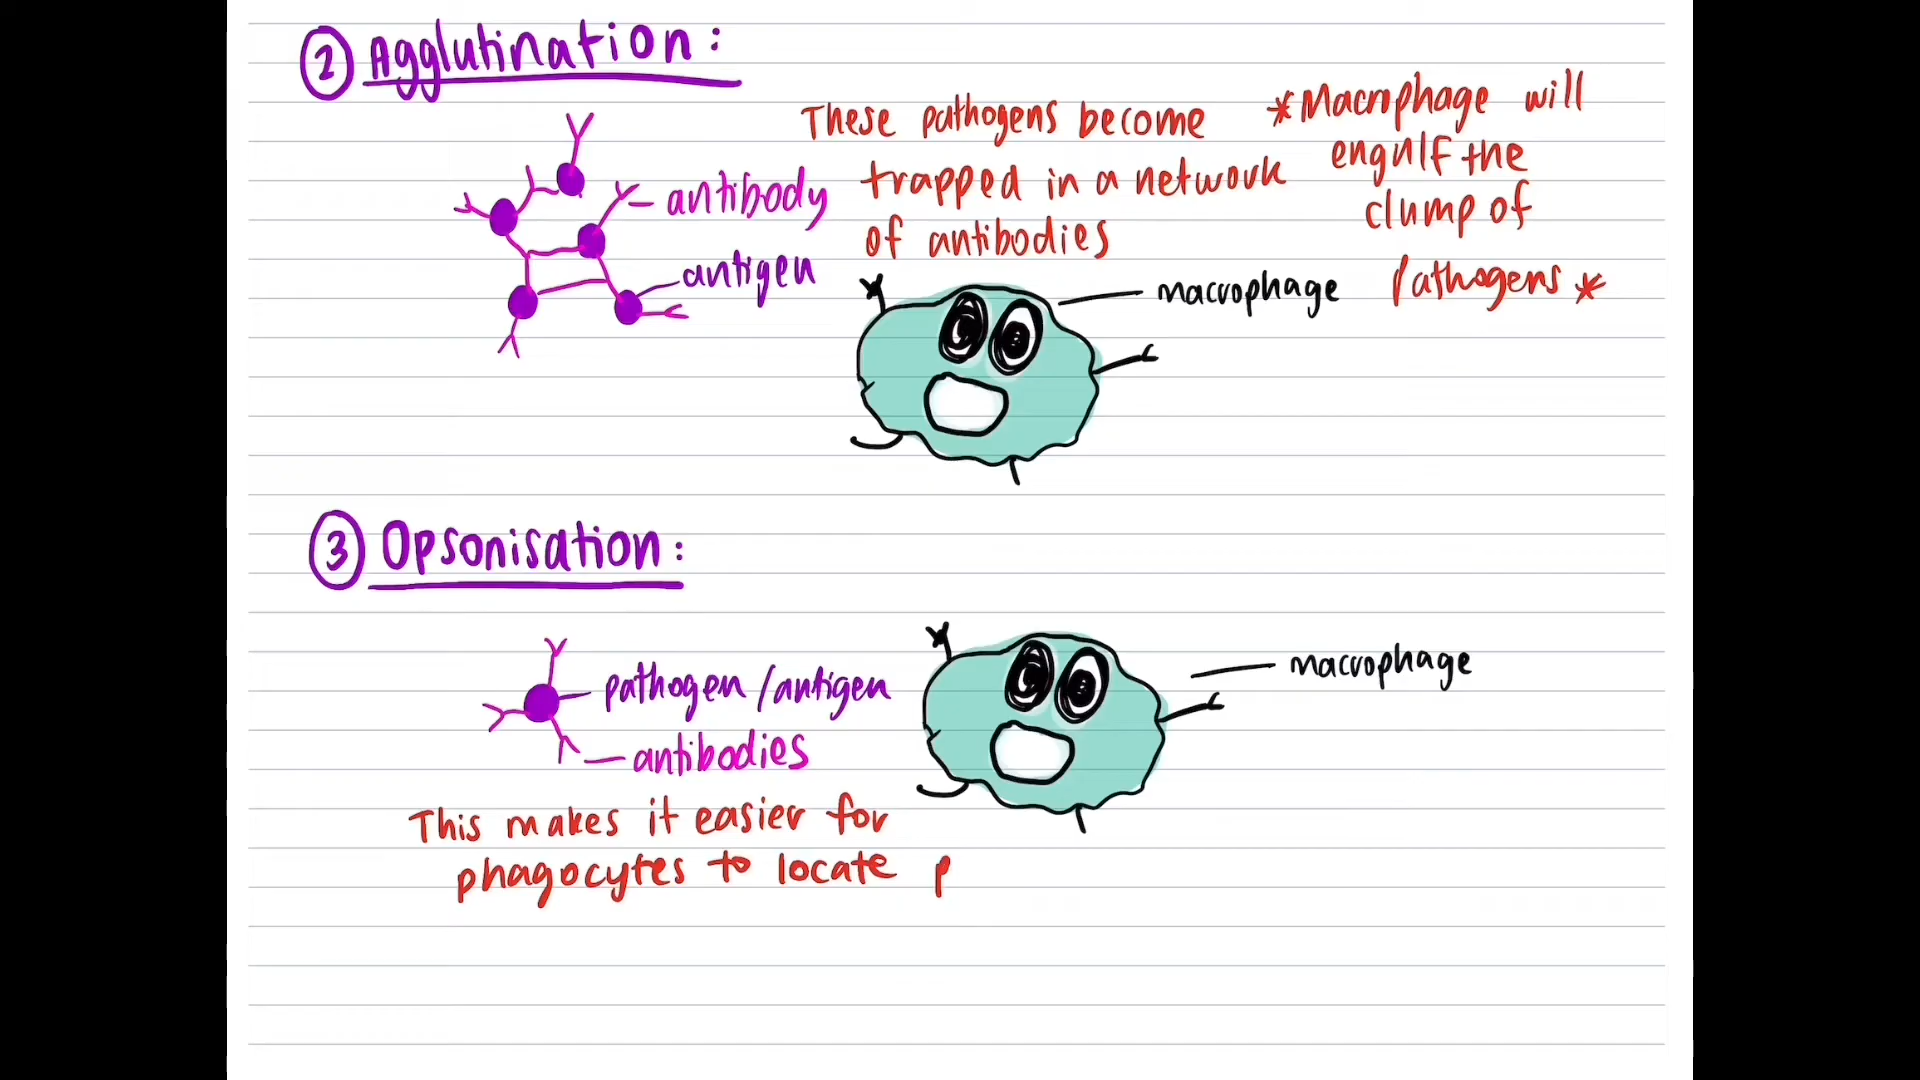 ② Agglutination:
These pathogens become
trapped in a network
of antibodies
*Macrophage will
engulf the
clump of
Pathogens*
antibody
antigen
macrophage
③ Opsonisation:
pathogen/antigen
antibodies
macrophage
This makes it easier for
phagocytes to locate p